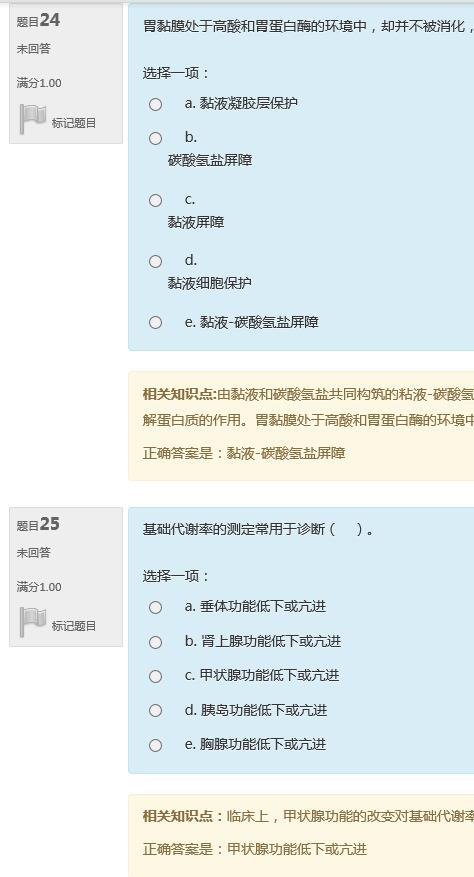 题目24
未回答
满分1.00
标记题目
胃黏膜处于高酸和胃蛋白酶的环境中，却并不被消化，
选择一项：
a. 黏液凝胶层保护
b.
碳酸氢盐屏障
c.
黏液屏障
d.
黏液细胞保护
e. 黏液-碳酸氢盐屏障
相关知识点:由黏液和碳酸氢盐共同构筑的粘液-碳酸氢
解蛋白质的作用。胃黏膜处于高酸和胃蛋白酶的环境中
正确答案是：黏液-碳酸氢盐屏障
题目25
未回答
满分1.00
标记题目
基础代谢率的测定常用于诊断（ ）。
选择一项：
a. 垂体功能低下或亢进
b. 肾上腺功能低下或亢进
c. 甲状腺功能低下或亢进
d. 胰岛功能低下或亢进
e. 胸腺功能低下或亢进
相关知识点：临床上，甲状腺功能的改变对基础代谢率
正确答案是：甲状腺功能低下或亢进